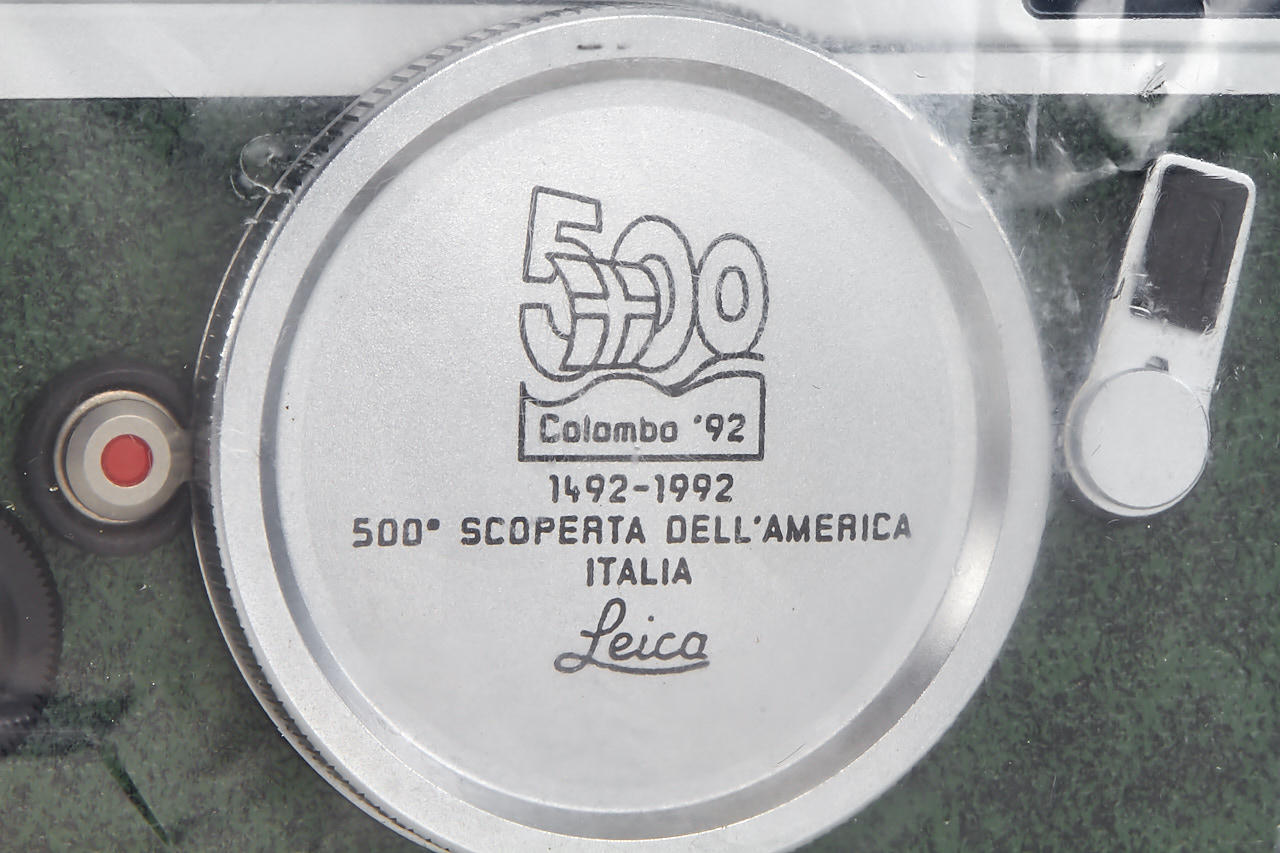 500
Colombo '92
1492-1992
500° SCOPERTA DELL'AMERICA
ITALIA
Leica